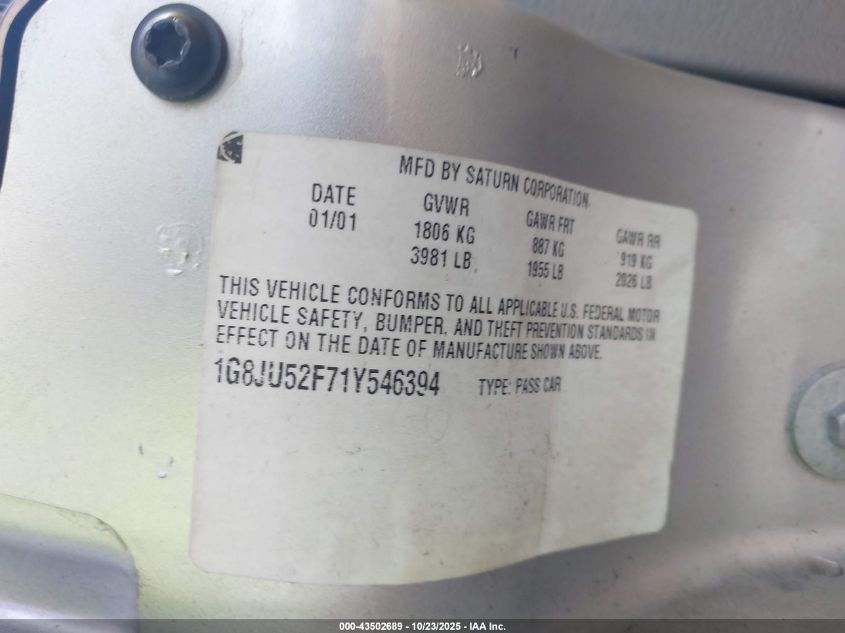 MFD BY SATURN CORPORATION
DATE GVWR GAWR FRT GAWR RR
01/01 1806 KG 887 KG 919 KG
3981 LB 1955 LB 2026 LB
THIS VEHICLE CONFORMS TO ALL APPLICABLE U.S. FEDERAL MOTOR
VEHICLE SAFETY, BUMPER, AND THEFT PREVENTION STANDARDS IN
EFFECT ON THE DATE OF MANUFACTURE SHOWN ABOVE.
1G8JU52F71Y546394 TYPE: PASS CAR
000-43502689 - 10/23/2025 - IAA Inc.